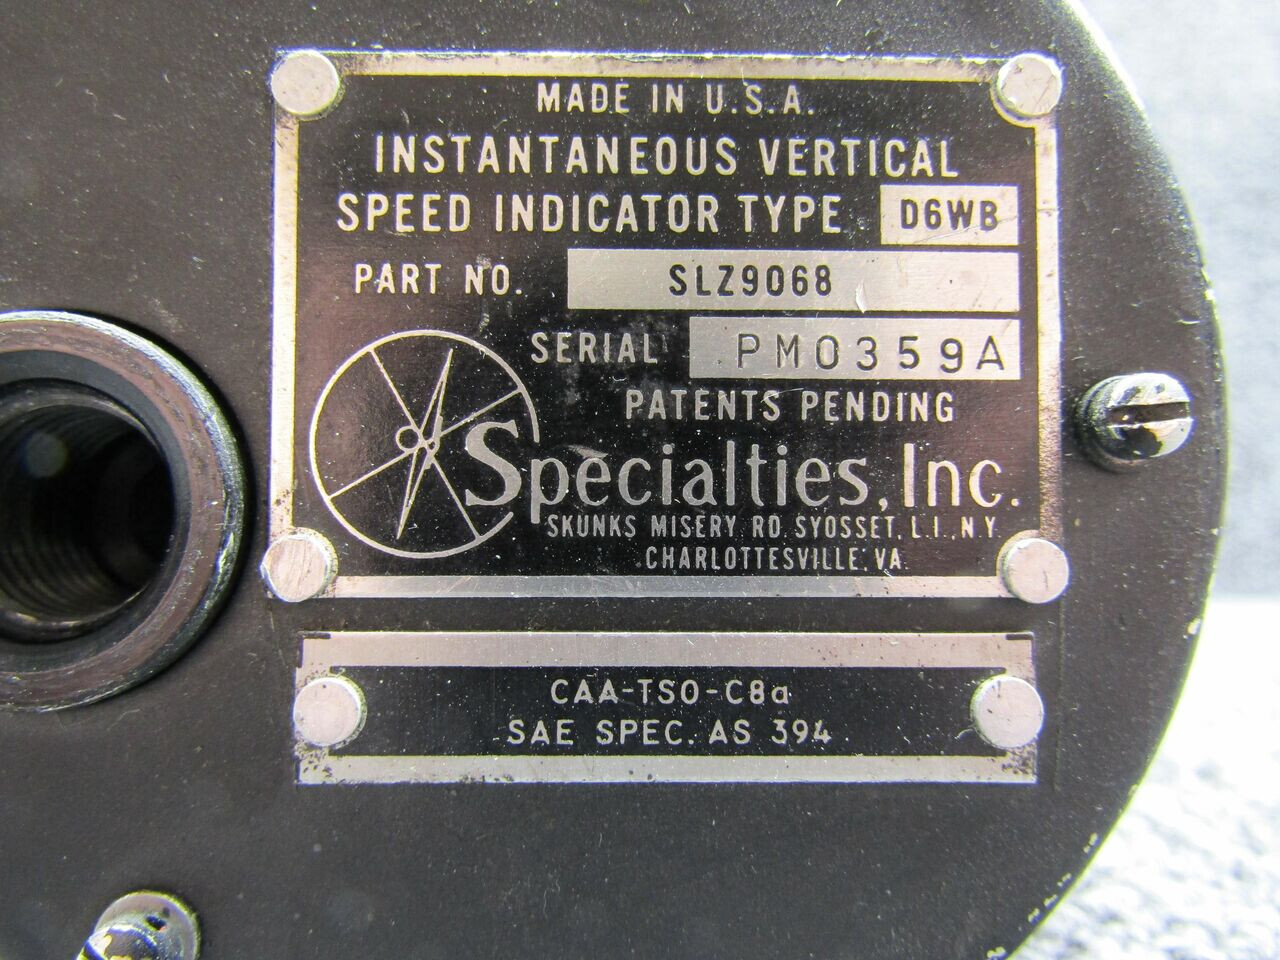 MADE IN U.S.A.
INSTANTANEOUS VERTICAL
SPEED INDICATOR TYPE D6WB
PART NO. SLZ9068
SERIAL PM0359A
PATENTS PENDING
Specialties, Inc.
SKUNKS MISERY RD. SYOSSET, L.I., N.Y.
CHARLOTTESVILLE, VA.
CAA-TSO-C8a
SAE SPEC. AS 394